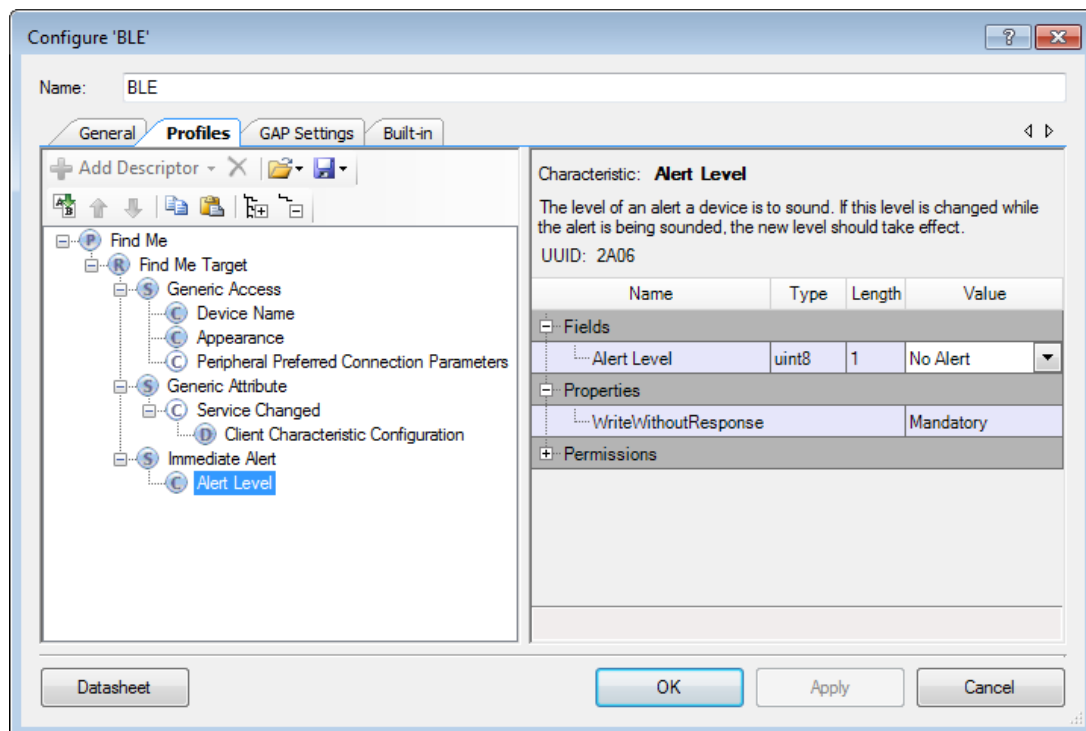 Configure 'BLE'
Name: BLE
General Profiles GAP Settings Built-in
Add Descriptor
P Find Me
R Find Me Target
S Generic Access
C Device Name
C Appearance
C Peripheral Preferred Connection Parameters
S Generic Attribute
C Service Changed
D Client Characteristic Configuration
S Immediate Alert
C Alert Level
Characteristic: Alert Level
The level of an alert a device is to sound. If this level is changed while
the alert is being sounded, the new level should take effect.
UUID: 2A06
Name Type Length Value
Fields
Alert Level uint8 1 No Alert
Properties
WriteWithoutResponse Mandatory
Permissions
Datasheet OK Apply Cancel